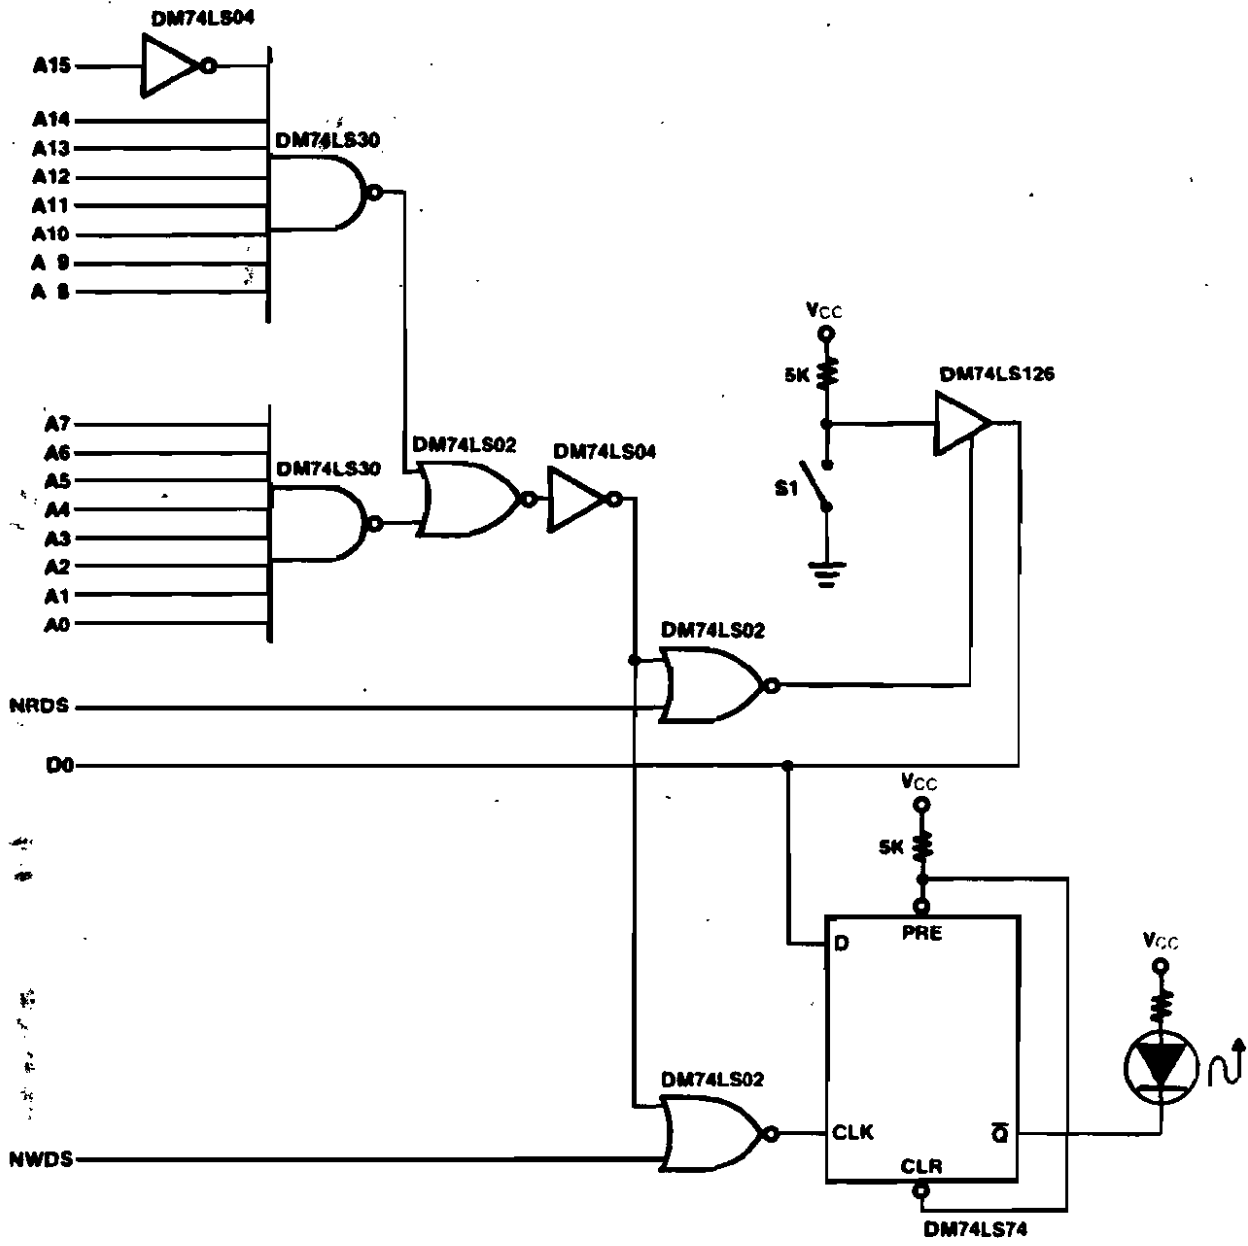 DM74LS04
A15
A14
DM74LS30
A13
A12
A11
A10
A 9
A 8
VCC
5K
DM74LS126
A7
A6
DM74LS02
DM74LS04
DM74LS30
A5
A4
S1
A3
A2
A1
A0
DM74LS02
NRDS
D0
VCC
5K
PRE
D
VCC
DM74LS02
CLK
Q̅
NWDS
CLR
DM74LS74